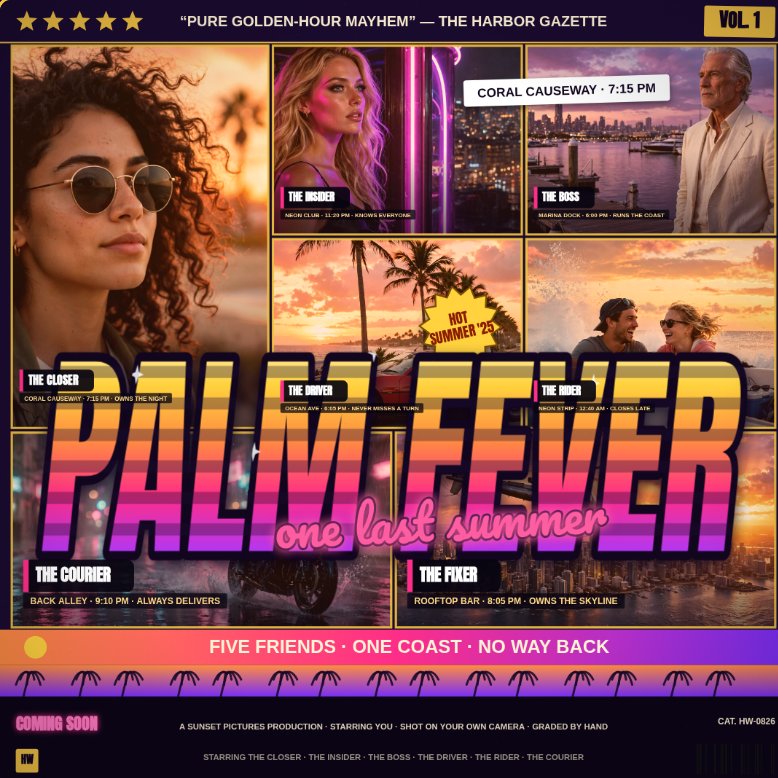 “PURE GOLDEN-HOUR MAYHEM” — THE HARBOR GAZETTE
VOL. 1
CORAL CAUSEWAY · 7:15 PM
THE INSIDER
NEON CLUB · 11:20 PM · KNOWS EVERYONE
THE BOSS
MARINA DOCK · 6:00 PM · RUNS THE COAST
HOT
SUMMER '25
THE CLOSER
CORAL CAUSEWAY · 7:15 PM · OWNS THE NIGHT
THE DRIVER
OCEAN AVE · 6:05 PM · NEVER MISSES A TURN
THE RIDER
NEON STRIP · 12:40 AM · CLOSES LATE
PALM FEVER
one last summer
THE COURIER
BACK ALLEY · 9:10 PM · ALWAYS DELIVERS
THE FIXER
ROOFTOP BAR · 8:05 PM · OWNS THE SKYLINE
FIVE FRIENDS · ONE COAST · NO WAY BACK
COMING SOON
A SUNSET PICTURES PRODUCTION · STARRING YOU · SHOT ON YOUR OWN CAMERA · GRADED BY HAND
CAT. HW-0826
HW
STARRING THE CLOSER · THE INSIDER · THE BOSS · THE DRIVER · THE RIDER · THE COURIER